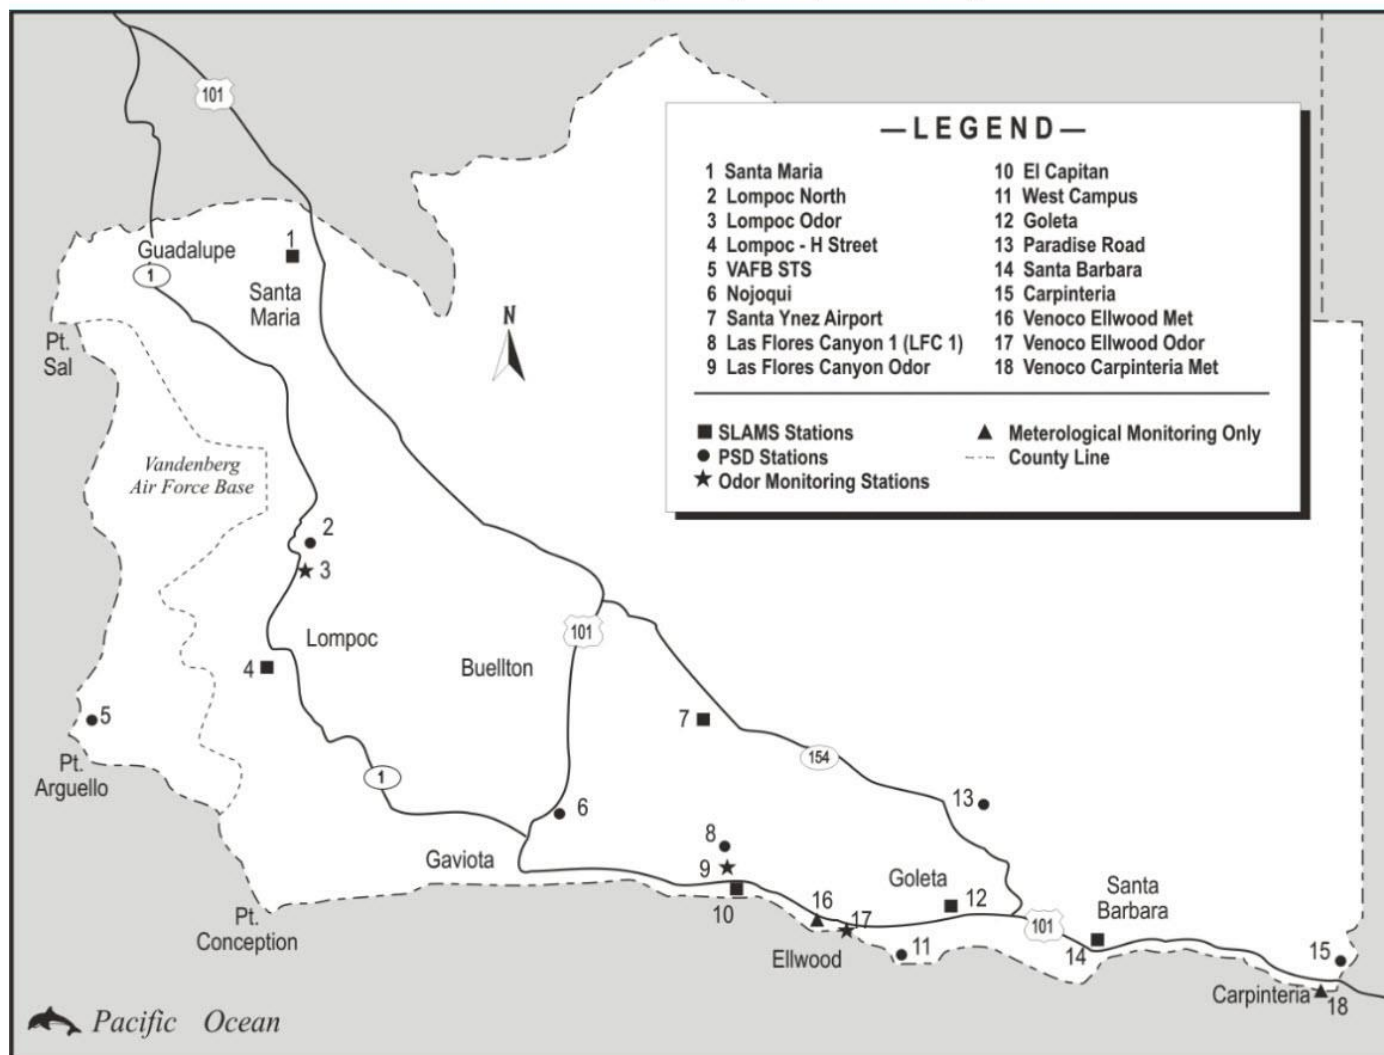 101
— L E G E N D —
1 Santa Maria
2 Lompoc North
3 Lompoc Odor
4 Lompoc - H Street
5 VAFB STS
6 Nojoqui
7 Santa Ynez Airport
8 Las Flores Canyon 1 (LFC 1)
9 Las Flores Canyon Odor
10 El Capitan
11 West Campus
12 Goleta
13 Paradise Road
14 Santa Barbara
15 Carpinteria
16 Venoco Ellwood Met
17 Venoco Ellwood Odor
18 Venoco Carpinteria Met
SLAMS Stations
PSD Stations
Odor Monitoring Stations
Meterological Monitoring Only
County Line
Guadalupe
1
1
Santa
Maria
N
Pt.
Sal
Vandenberg
Air Force Base
2
3
Lompoc
4
101
Buellton
5
Pt.
Arguello
7
154
1
6
13
8
9
10
Gaviota
Goleta
12
Santa
Barbara
16
17
Ellwood
11
101
14
15
Pt.
Conception
Carpinteria
18
Pacific Ocean